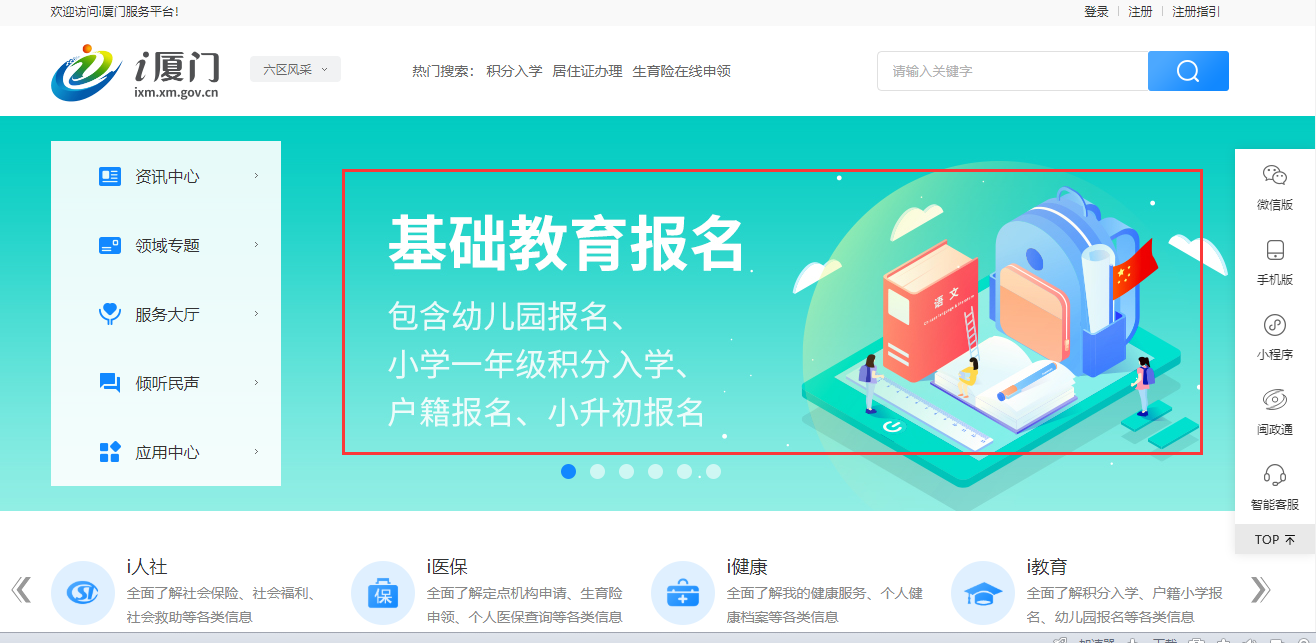 欢迎访问i厦门服务平台!
登录 注册 注册指引
i厦门
ixm.xm.gov.cn
六区风采
热门搜索: 积分入学 居住证办理 生育险在线申领
请输入关键字
资讯中心
领域专题
服务大厅
倾听民声
应用中心
基础教育报名
包含幼儿园报名、
小学一年级积分入学、
户籍报名、小升初报名
语文
微信版
手机版
小程序
闽政通
智能客服
TOP
i人社
全面了解社会保险、社会福利、
社会救助等各类信息
保
i医保
全面了解定点机构申请、生育险
申领、个人医保查询等各类信息
i健康
全面了解我的健康服务、个人健
康档案等各类信息
i教育
全面了解积分入学、户籍小学报
名、幼儿园报名等各类信息
加速器 下载